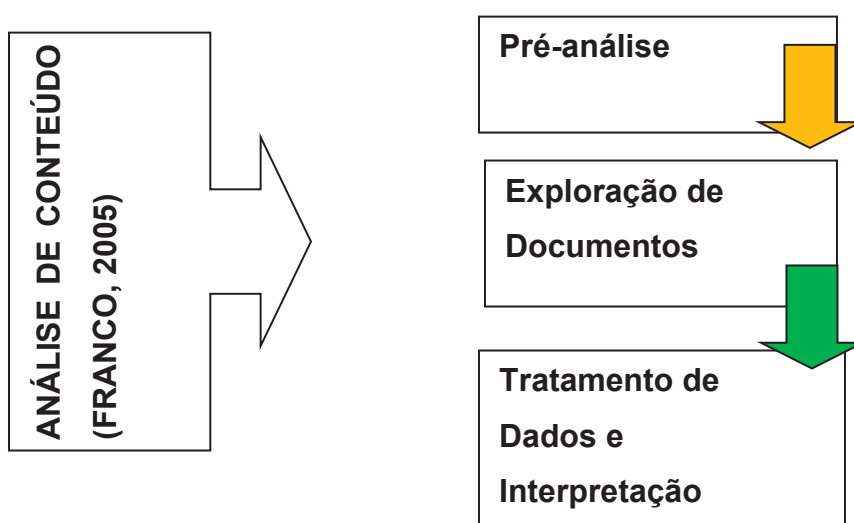 ANÁLISE DE CONTEÚDO
(FRANCO, 2005)
Pré-análise
Exploração de
Documentos
Tratamento de
Dados e
Interpretação